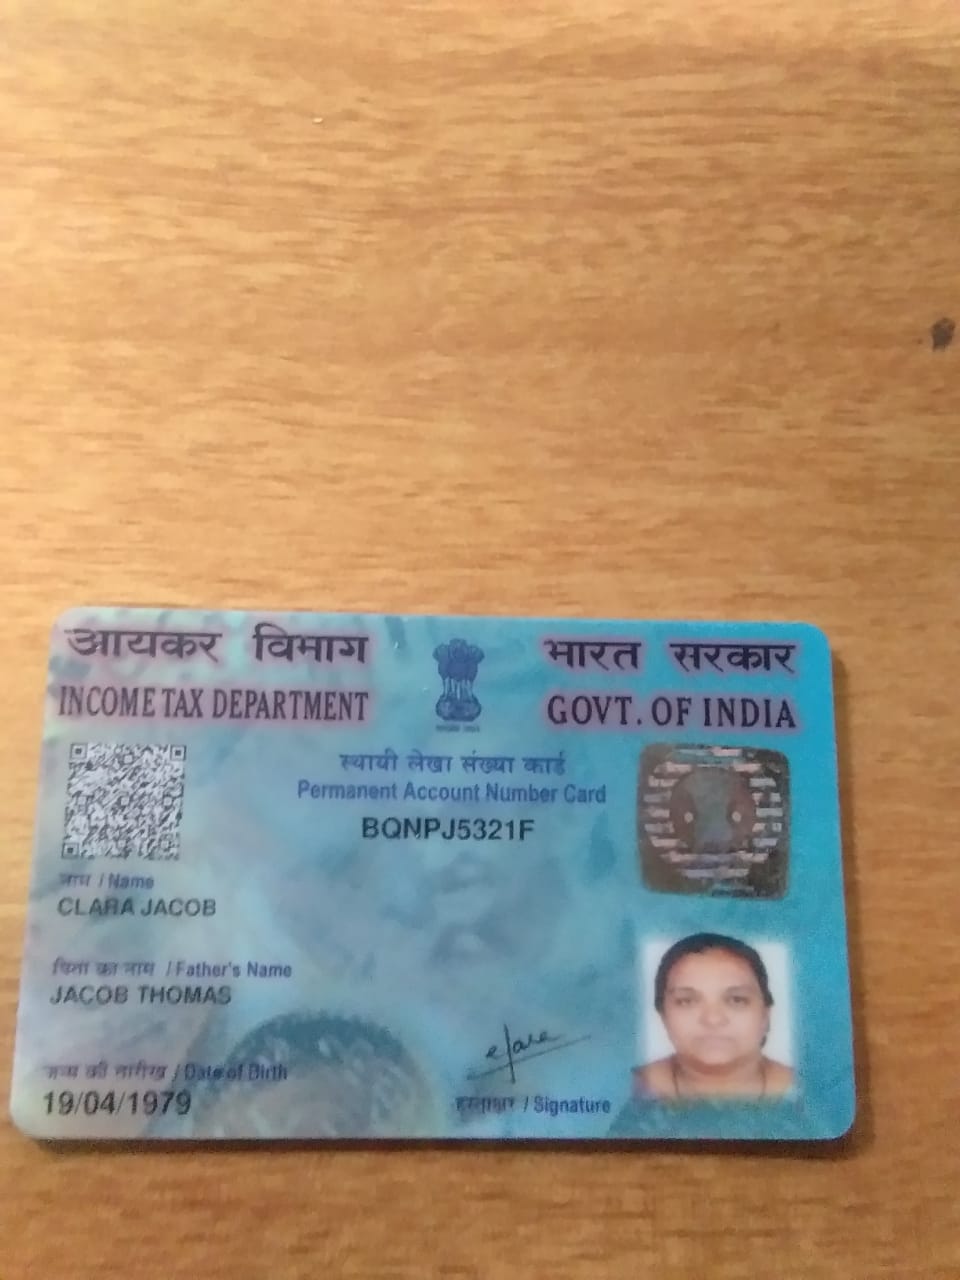 आयकर विभाग
INCOME TAX DEPARTMENT
भारत सरकार
GOVT. OF INDIA
स्थायी लेखा संख्या कार्ड
Permanent Account Number Card
BQNPJ5321F
नाम / Name
CLARA JACOB
पिता का नाम / Father's Name
JACOB THOMAS
जन्म की तारीख / Date of Birth
19/04/1979
हस्ताक्षर / Signature